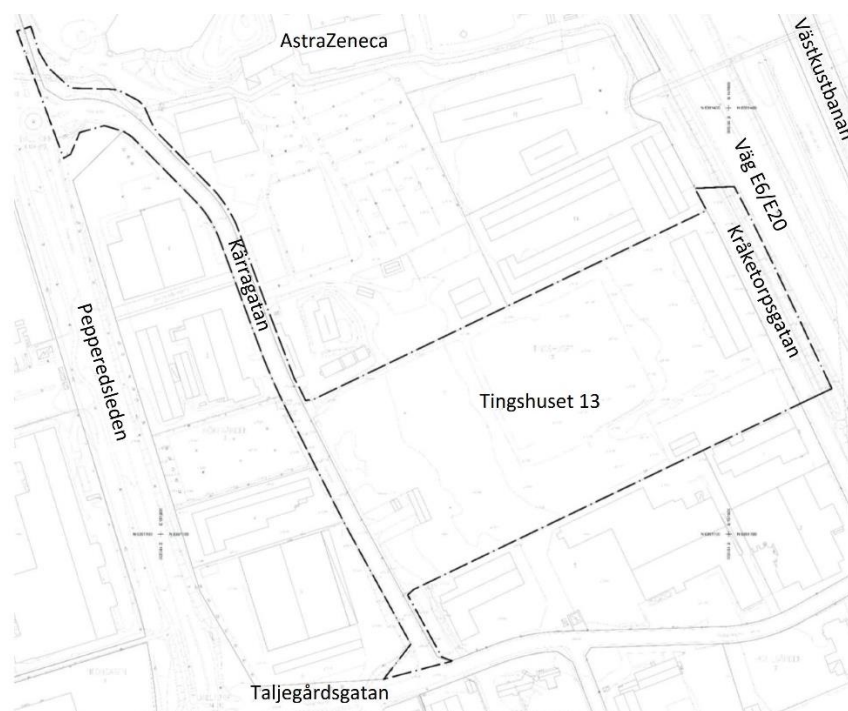 AstraZeneca
Västkustbanan
Väg E6/E20
Kråketorpsgatan
Kärragatan
Pepperedsleden
Tingshuset 13
Taljegårdsgatan